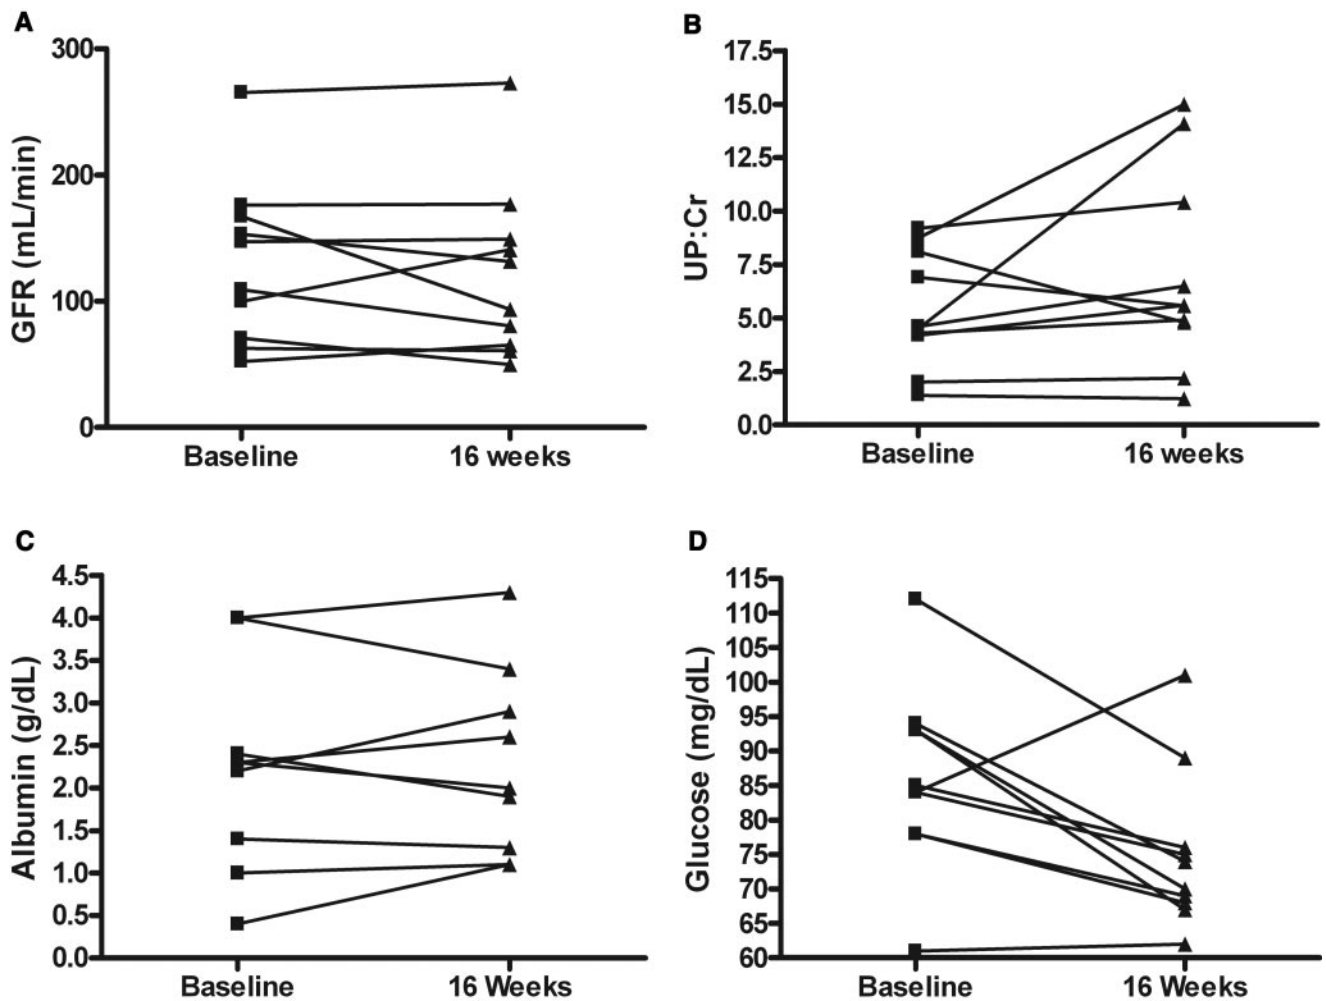 A
300
200
100
0
GFR (mL/min)
Baseline
16 weeks
B
17.5
15.0
12.5
10.0
7.5
5.0
2.5
0.0
UP:Cr
Baseline
16 weeks
C
4.5
4.0
3.5
3.0
2.5
2.0
1.5
1.0
0.5
0.0
Albumin (g/dL)
Baseline
16 Weeks
D
115
110
105
100
95
90
85
80
75
70
65
60
Glucose (mg/dL)
Baseline
16 Weeks